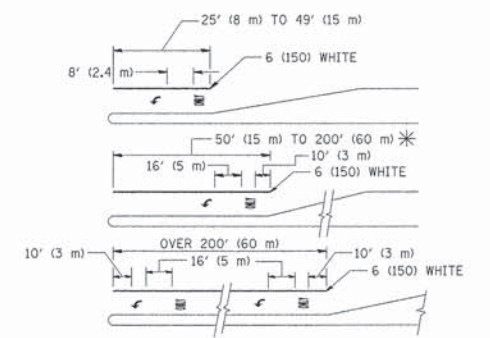 25' (8 m) TO 49' (15 m)
8' (2.4 m)
6 (150) WHITE
50' (15 m) TO 200' (60 m) *
16' (5 m)
10' (3 m)
6 (150) WHITE
OVER 200' (60 m)
10' (3 m)
16' (5 m)
10' (3 m)
6 (150) WHITE